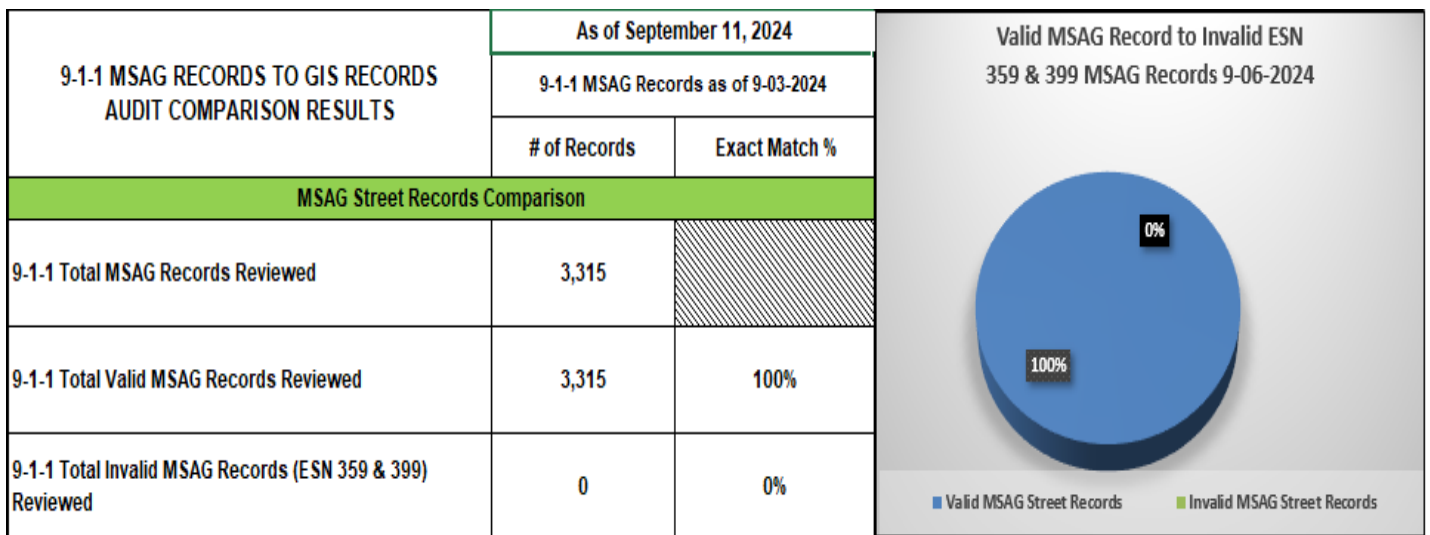 9-1-1 MSAG RECORDS TO GIS RECORDS
AUDIT COMPARISON RESULTS
As of September 11, 2024
9-1-1 MSAG Records as of 9-03-2024
# of Records
Exact Match %
MSAG Street Records Comparison
9-1-1 Total MSAG Records Reviewed
3,315
9-1-1 Total Valid MSAG Records Reviewed
3,315
100%
9-1-1 Total Invalid MSAG Records (ESN 359 & 399)
Reviewed
0
0%
Valid MSAG Record to Invalid ESN
359 & 399 MSAG Records 9-06-2024
0%
100%
Valid MSAG Street Records
Invalid MSAG Street Records